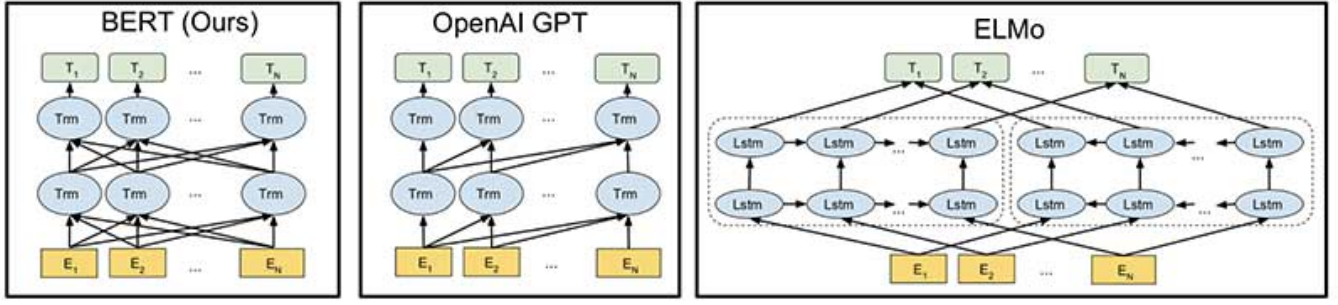 BERT (Ours)
T1 T2 ... TN
Trm Trm ... Trm
Trm Trm ... Trm
E1 E2 ... EN
OpenAI GPT
T1 T2 ... TN
Trm Trm ... Trm
Trm Trm ... Trm
E1 E2 ... EN
ELMo
T1 T2 ... TN
Lstm Lstm ... Lstm Lstm Lstm ... Lstm
Lstm Lstm ... Lstm Lstm Lstm ... Lstm
E1 E2 ... EN